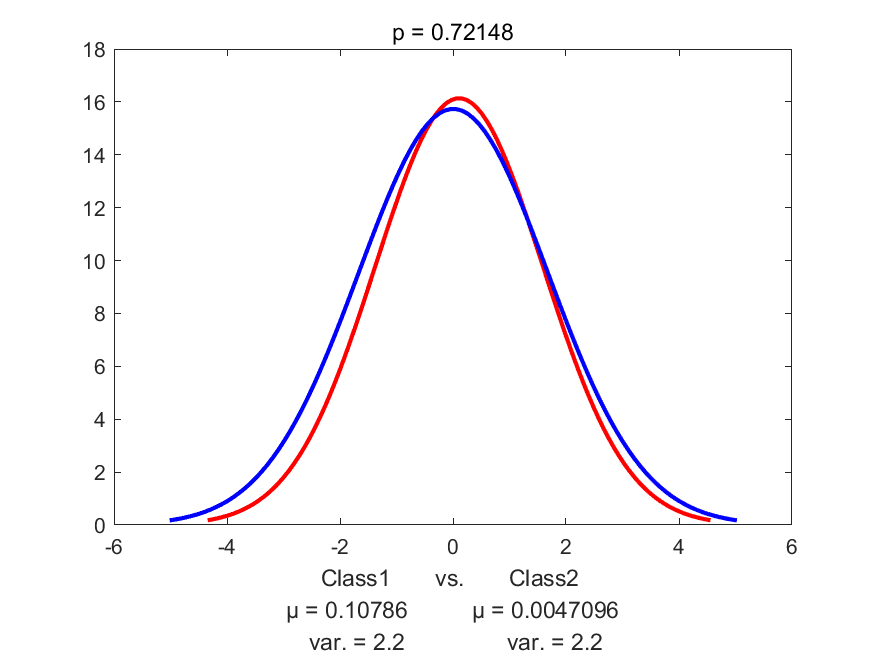 p = 0.72148
18
16
14
12
10
8
6
4
2
0
-6 -4 -2 0 2 4 6
Class1 vs. Class2
μ = 0.10786 μ = 0.0047096
var. = 2.2 var. = 2.2